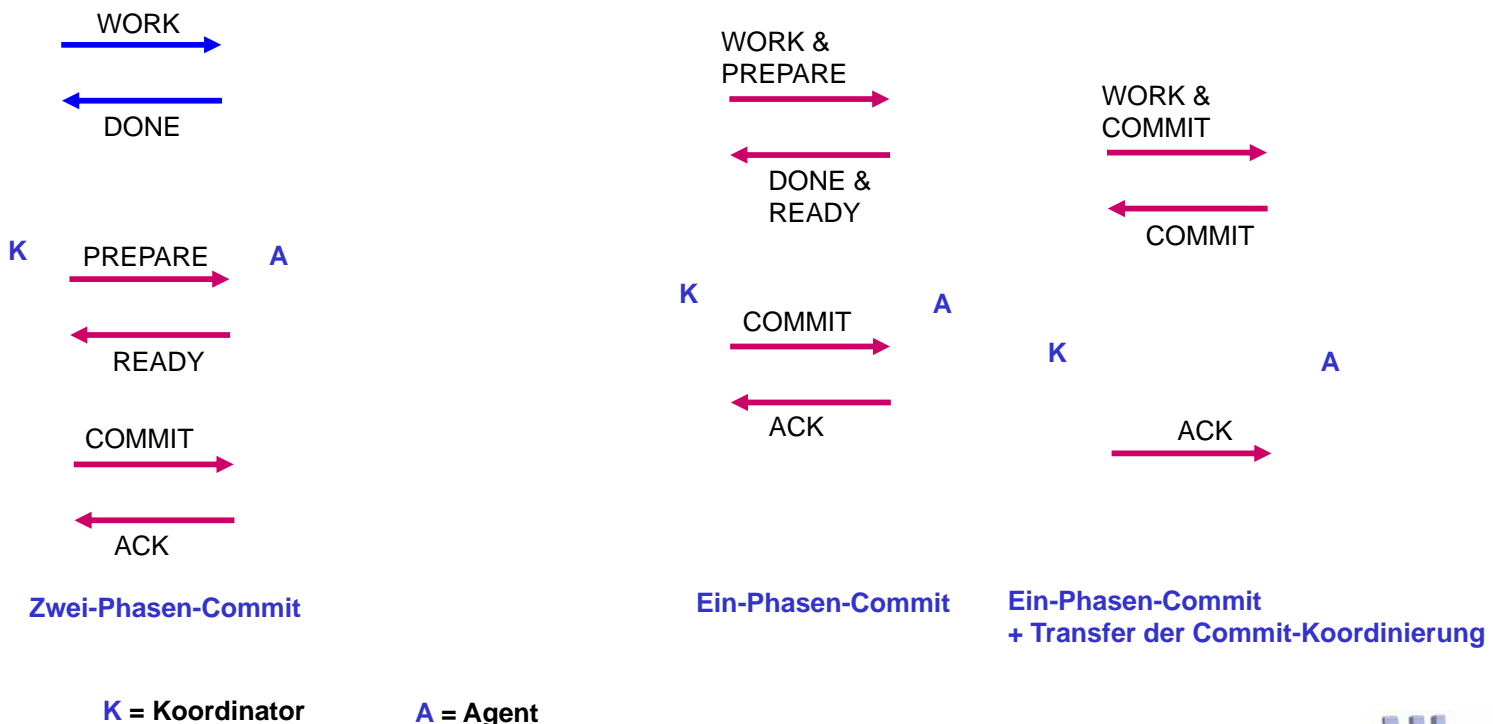 WORK
DONE
K
PREPARE
A
READY
COMMIT
ACK
Zwei-Phasen-Commit
WORK &
PREPARE
DONE &
READY
K
A
COMMIT
ACK
Ein-Phasen-Commit
WORK &
COMMIT
COMMIT
K
A
ACK
Ein-Phasen-Commit
+ Transfer der Commit-Koordinierung
K = Koordinator
A = Agent